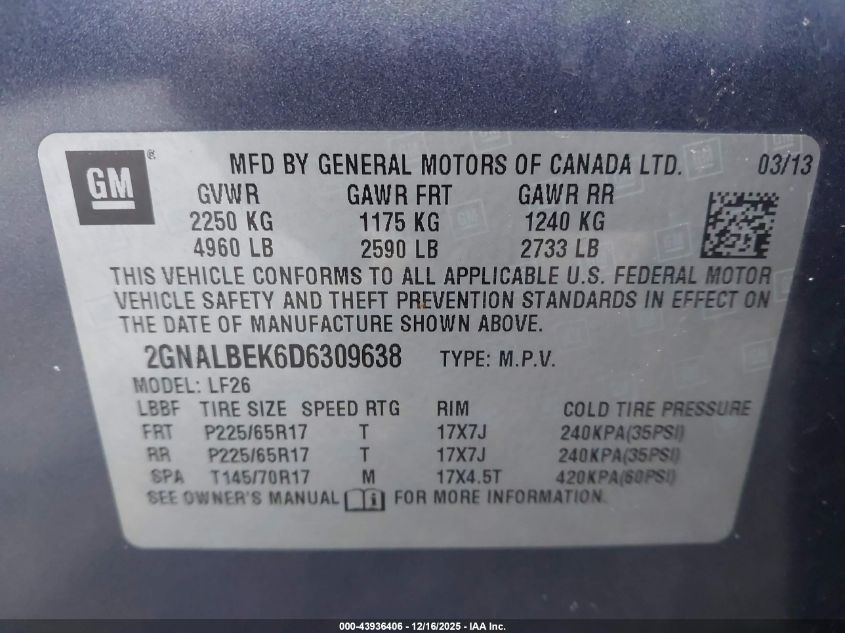 GM ® MFD BY GENERAL MOTORS OF CANADA LTD. 03/13
GVWR GAWR FRT GAWR RR
2250 KG 1175 KG 1240 KG
4960 LB 2590 LB 2733 LB
THIS VEHICLE CONFORMS TO ALL APPLICABLE U.S. FEDERAL MOTOR
VEHICLE SAFETY AND THEFT PREVENTION STANDARDS IN EFFECT ON
THE DATE OF MANUFACTURE SHOWN ABOVE.
2GNALBEK6D6309638 TYPE: M.P.V.
MODEL: LF26
LBBF TIRE SIZE SPEED RTG RIM COLD TIRE PRESSURE
FRT P225/65R17 T 17X7J 240KPA(35PSI)
RR P225/65R17 T 17X7J 240KPA(35PSI)
SPA T145/70R17 M 17X4.5T 420KPA(60PSI)
SEE OWNER'S MANUAL i FOR MORE INFORMATION.
000-43936406 - 12/16/2025 - IAA Inc.